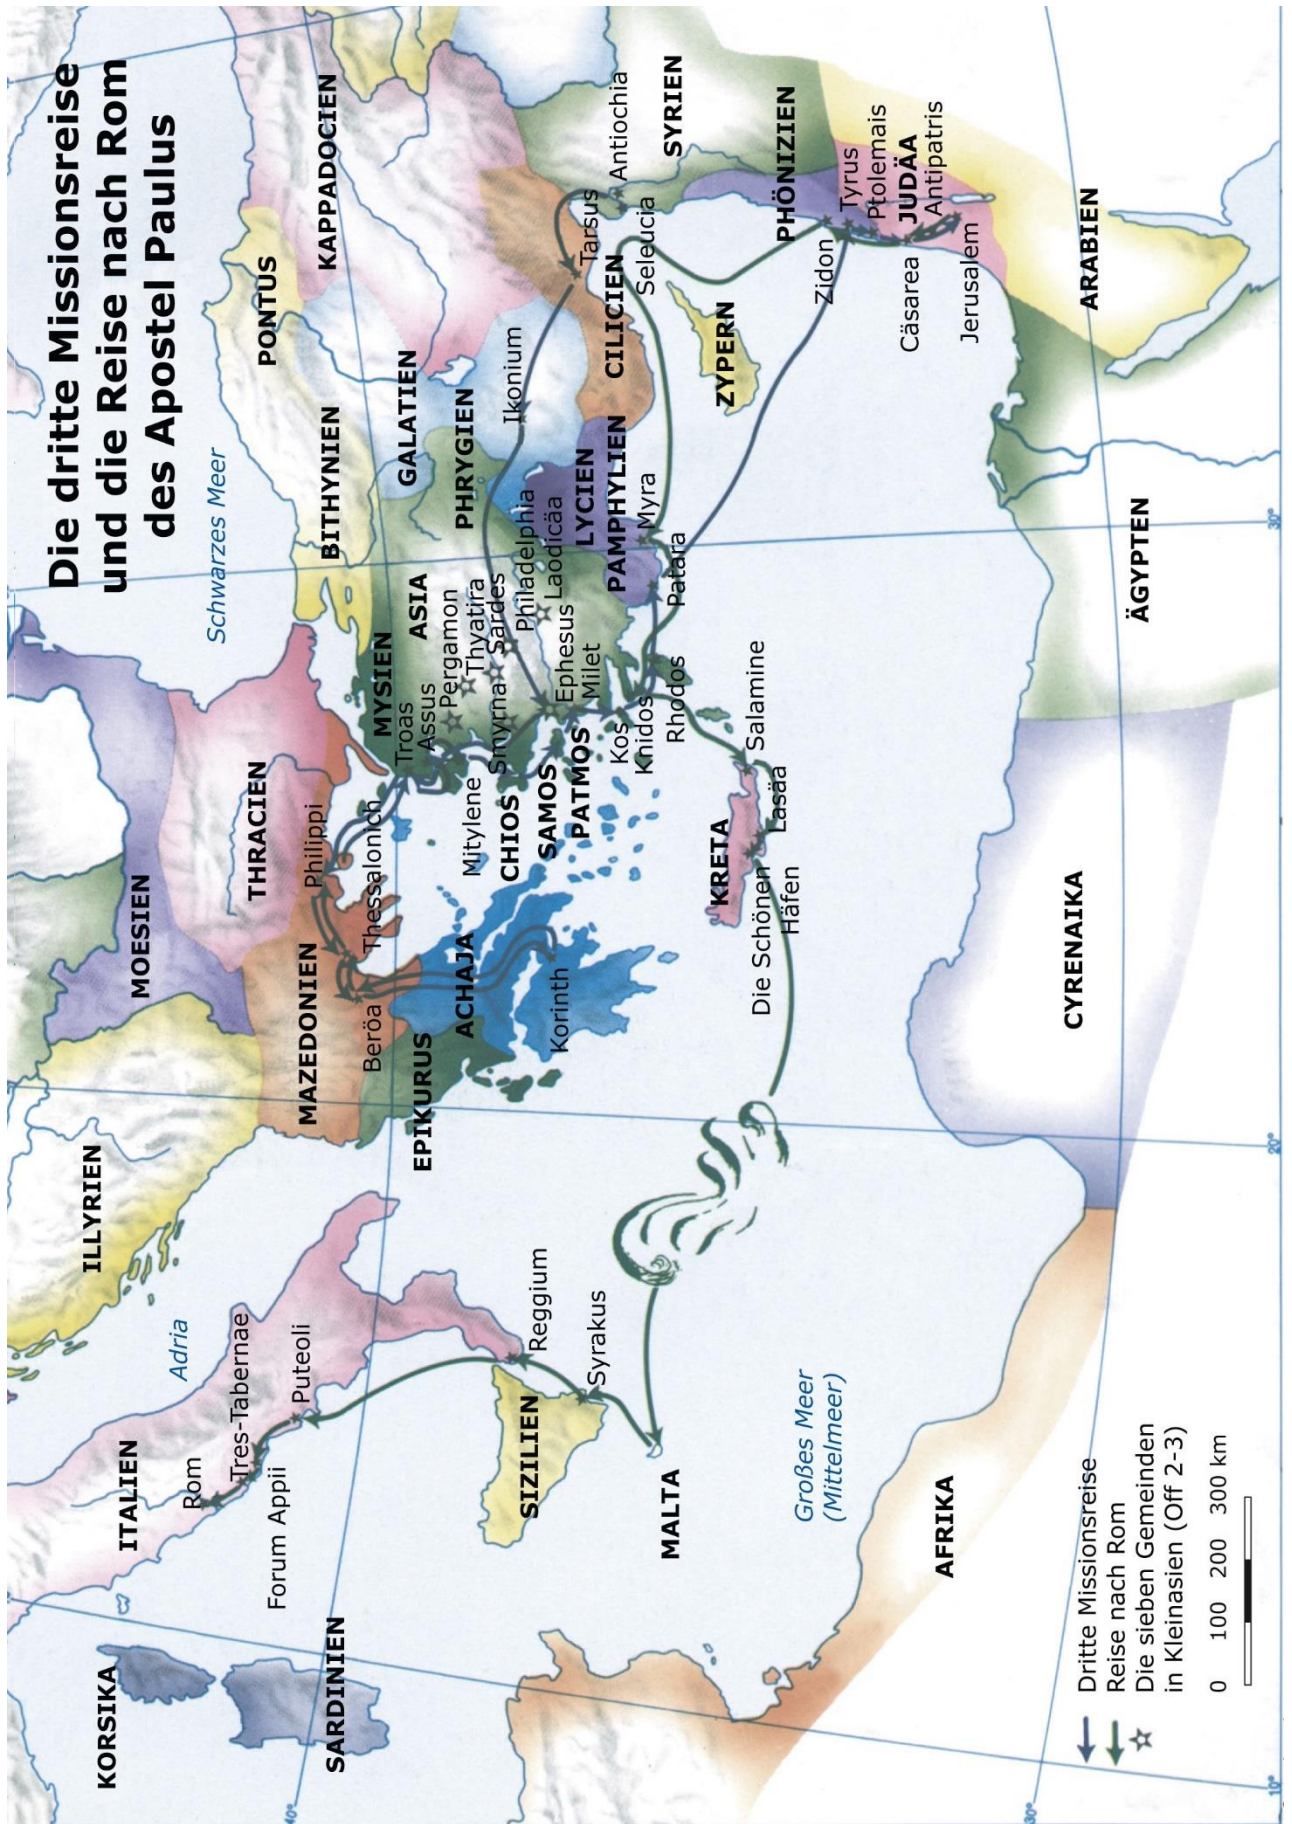 Die dritte Missionsreise
und die Reise nach Rom
des Apostel Paulus
KORSIKA
SARDINIEN
ITALIEN
Rom
Tres-Tabernae
Forum Appii
Puteoli
Adria
ILLYRIEN
Reggium
Syrakus
SIZILIEN
MALTA
Großes Meer
(Mittelmeer)
AFRIKA
MOESIEN
THRACIEN
MAZEDONIEN
Philippi
Thessalonich
Beröa
EPIKURUS
ACHAJA
Korinth
Schwarzes Meer
BITHYNIEN
PONTUS
KAPPADOCIEN
GALATIEN
PHRYGIEN
MYSIEN
ASIA
Troas
Assus
Pergamon
Thyatira
Sardes
Philadelphia
Laodicäa
Smyrna
Ephesus
Milet
Mitylene
CHIOS
SAMOS
PATMOS
Kos
Knidos
Rhodos
LYCIEN
PAMPHYLIEN
Myra
Patara
Ikonium
CILICIEN
Tarsus
Antiochia
Seleucia
SYRIEN
ZYPERN
PHÖNIZIEN
Zidon
Tyrus
Ptolemais
JUDÄA
Antipatris
Cäsarea
Jerusalem
ARABIEN
ÄGYPTEN
KRETA
Salamine
Lasäa
Die Schönen
Häfen
CYRENAIKA
40°
30°
10°
20°
30°
Dritte Missionsreise
Reise nach Rom
Die sieben Gemeinden
in Kleinasien (Off 2-3)
0 100 200 300 km